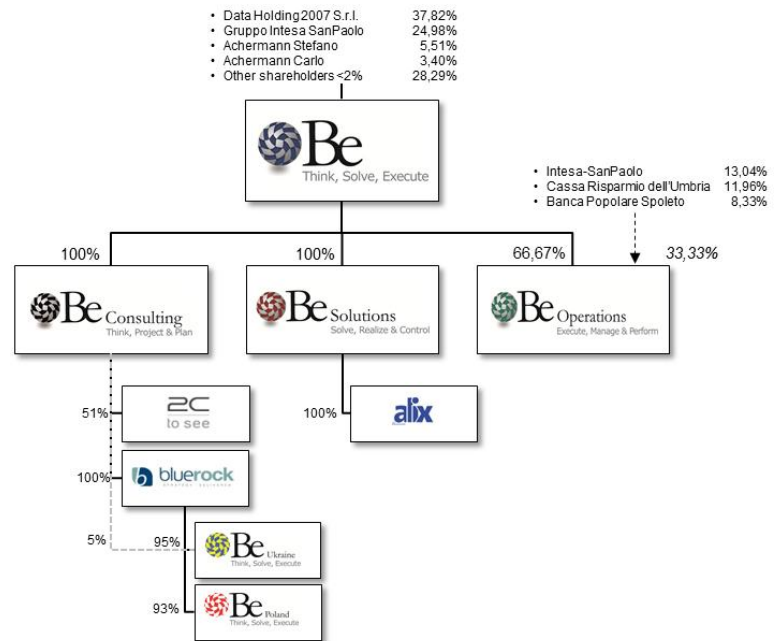 • Data Holding 2007 S.r.l. 37,82%
• Gruppo Intesa SanPaolo 24,98%
• Achermann Stefano 5,51%
• Achermann Carlo 3,40%
• Other shareholders <2% 28,29%
Be
Think, Solve, Execute
• Intesa-SanPaolo 13,04%
• Cassa Risparmio dell'Umbria 11,96%
• Banca Popolare Spoleto 8,33%
100%
100%
66,67%
33,33%
Be Consulting
Think, Project & Plan
Be Solutions
Solve, Realize & Control
Be Operations
Execute, Manage & Perform
51%
2C
to see
100%
alix
100%
b bluerock
5%
95%
Be Ukraine
Think, Solve, Execute
93%
Be Poland
Think, Solve, Execute